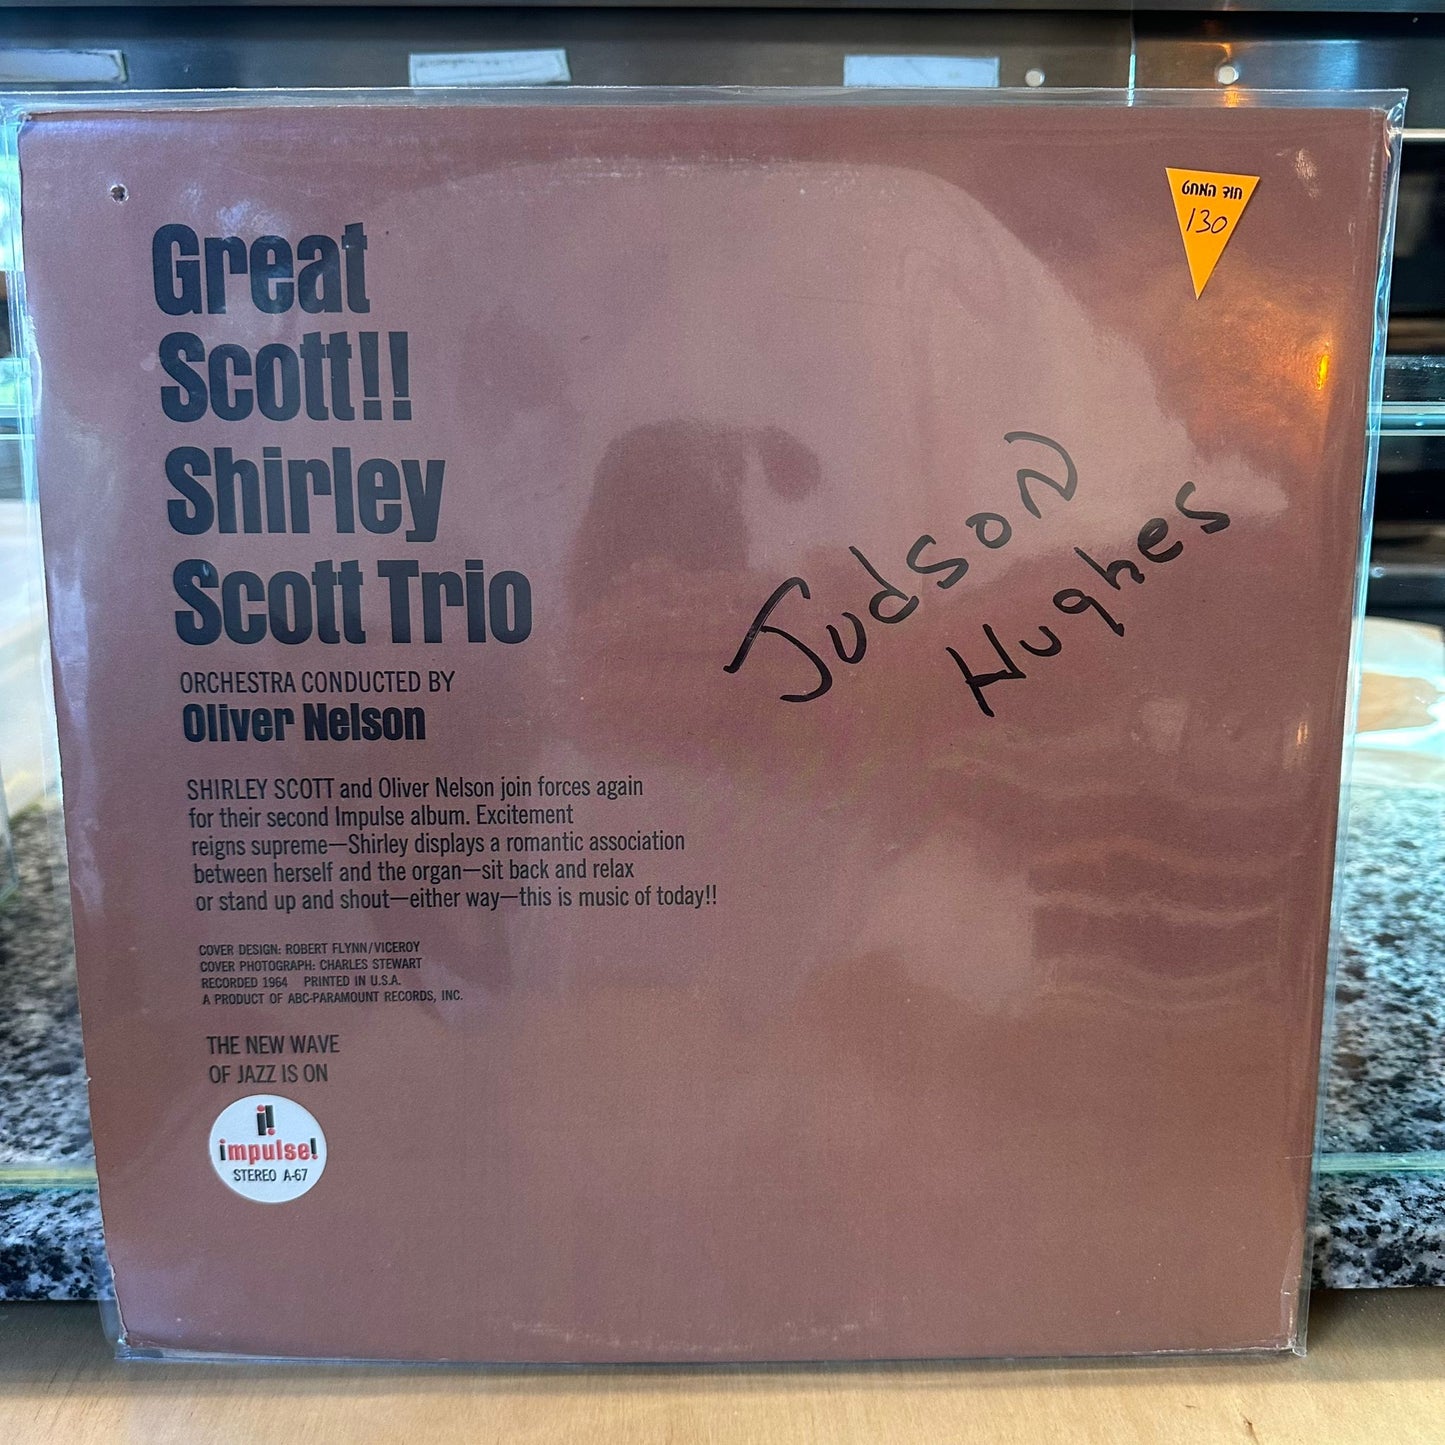 Great
Scott!!
Shirley
Scott Trio
ORCHESTRA CONDUCTED BY
Oliver Nelson
SHIRLEY SCOTT and Oliver Nelson join forces again
for their second Impulse album. Excitement
reigns supreme—Shirley displays a romantic association
between herself and the organ—sit back and relax
or stand up and shout—either way—this is music of today!!
COVER DESIGN: ROBERT FLYNN/VICEROY
COVER PHOTOGRAPH: CHARLES STEWART
RECORDED 1964 PRINTED IN U.S.A.
A PRODUCT OF ABC-PARAMOUNT RECORDS, INC.
THE NEW WAVE
OF JAZZ IS ON
i!
impulse!
STEREO A-67
חוד המחט
130
Judson
Hughes